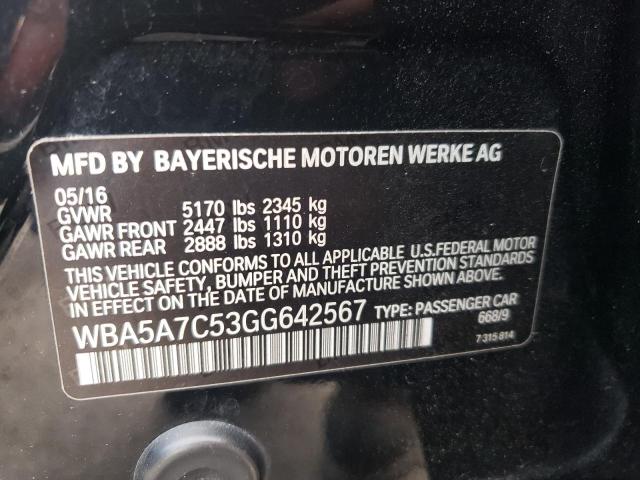 MFD BY BAYERISCHE MOTOREN WERKE AG
05/16
GVWR 5170 lbs 2345 kg
GAWR FRONT 2447 lbs 1110 kg
GAWR REAR 2888 lbs 1310 kg
THIS VEHICLE CONFORMS TO ALL APPLICABLE U.S.FEDERAL MOTOR
VEHICLE SAFETY, BUMPER AND THEFT PREVENTION STANDARDS
IN EFFECT ON THE DATE OF MANUFACTURE SHOWN ABOVE.
WBA5A7C53GG642567 TYPE: PASSENGER CAR
668/9
7 315 814